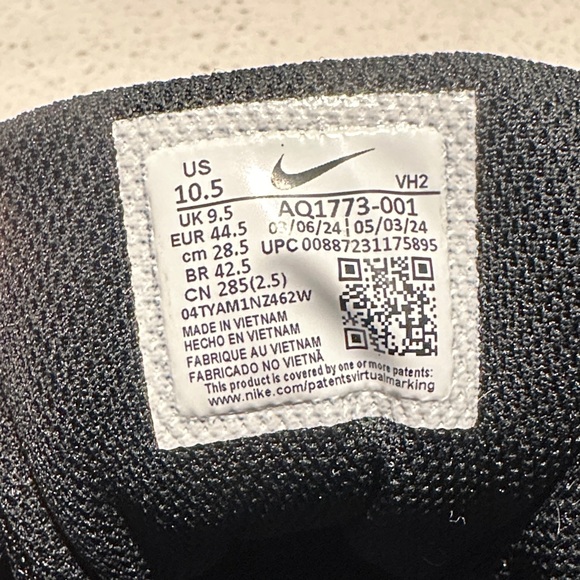 US
10.5
VH2
UK 9.5
AQ1773-001
EUR 44.5
03/06/24 | 05/03/24
cm 28.5
UPC 00887231175895
BR 42.5
CN 285(2.5)
04TYAM1NZ462W
MADE IN VIETNAM
HECHO EN VIETNAM
FABRIQUE AU VIETNAM
FABRICADO NO VIETNÃ
This product is covered by one or more patents:
www.nike.com/patentsvirtualmarking